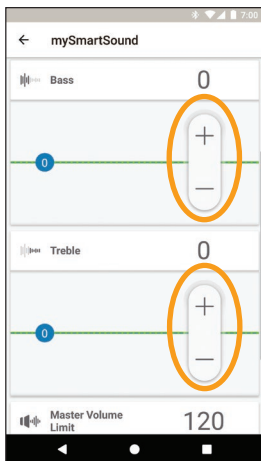 7:00
mySmartSound
Bass 0
+
0
−
Treble 0
+
0
−
Master Volume
Limit 120